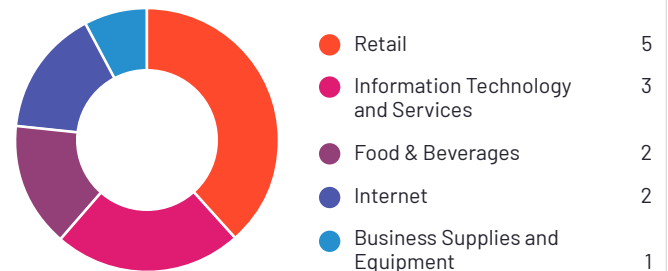 Retail 5
Information Technology 3
and Services
Food & Beverages 2
Internet 2
Business Supplies and
Equipment 1